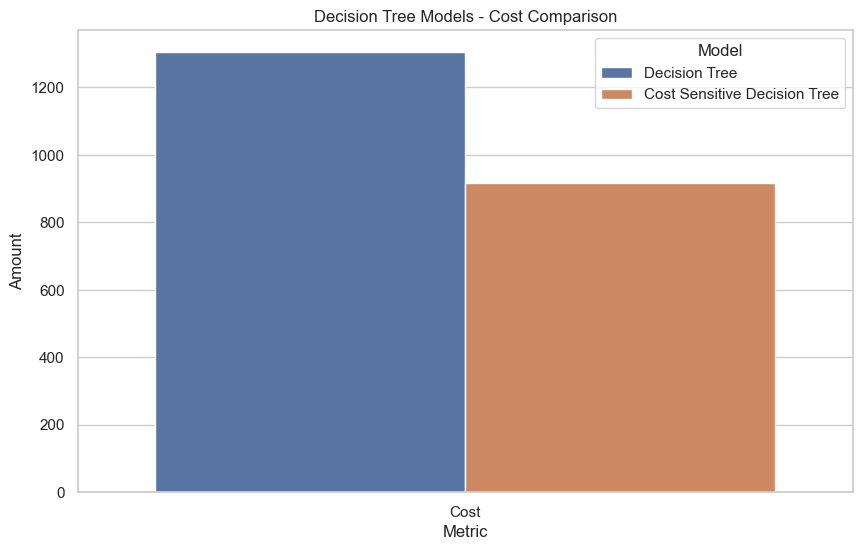 Decision Tree Models - Cost Comparison
Model
Decision Tree
Cost Sensitive Decision Tree
1200
1000
800
600
400
200
0
Amount
Cost
Metric